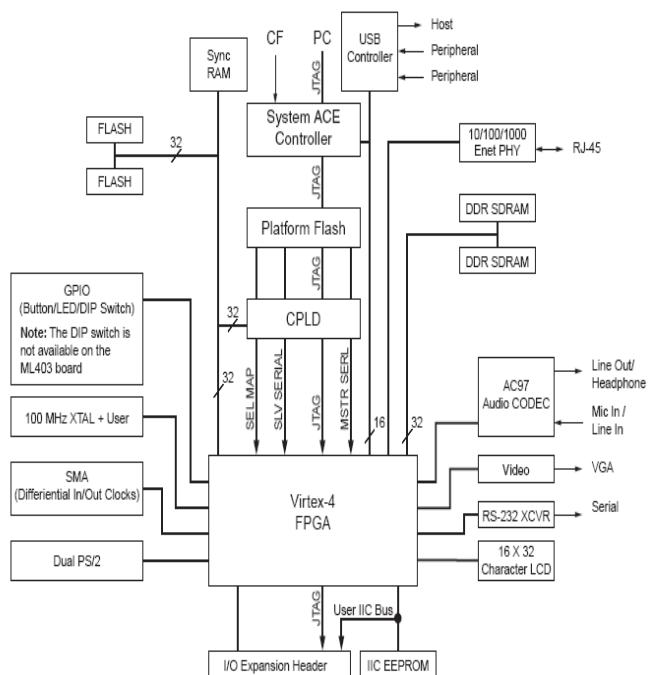 Host
CF
PC
USB
Controller
Peripheral
Sync
RAM
Peripheral
JTAG
System ACE
Controller
FLASH
32
10/100/1000
Enet PHY
RJ-45
FLASH
JTAG
DDR SDRAM
Platform Flash
DDR SDRAM
JTAG
GPIO
(Button/LED/DIP Switch)
Note: The DIP switch is
not available on the
ML403 board
32
CPLD
Line Out/
Headphone
AC97
Audio CODEC
32
SEL MAP
SLV SERIAL
JTAG
MSTR SERL
16
32
Mic In /
Line In
100 MHz XTAL + User
Video
VGA
SMA
(Differential In/Out Clocks)
Virtex-4
FPGA
RS-232 XCVR
Serial
Dual PS/2
16 X 32
Character LCD
JTAG
User IIC Bus
I/O Expansion Header
IIC EEPROM